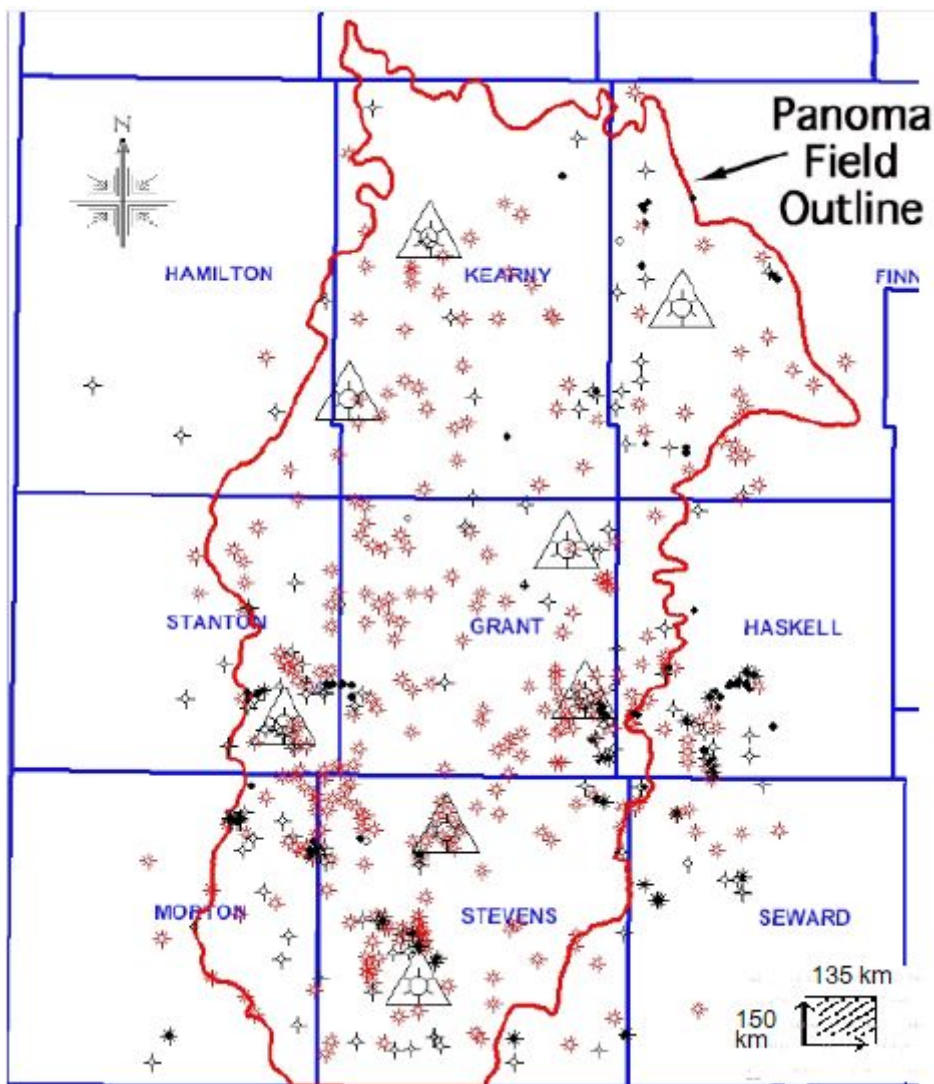 N
Panoma
Field
Outline
HAMILTON
KEARNY
FINN
STANTON
GRANT
HASKELL
MORTON
STEVENS
SEWARD
135 km
150
km